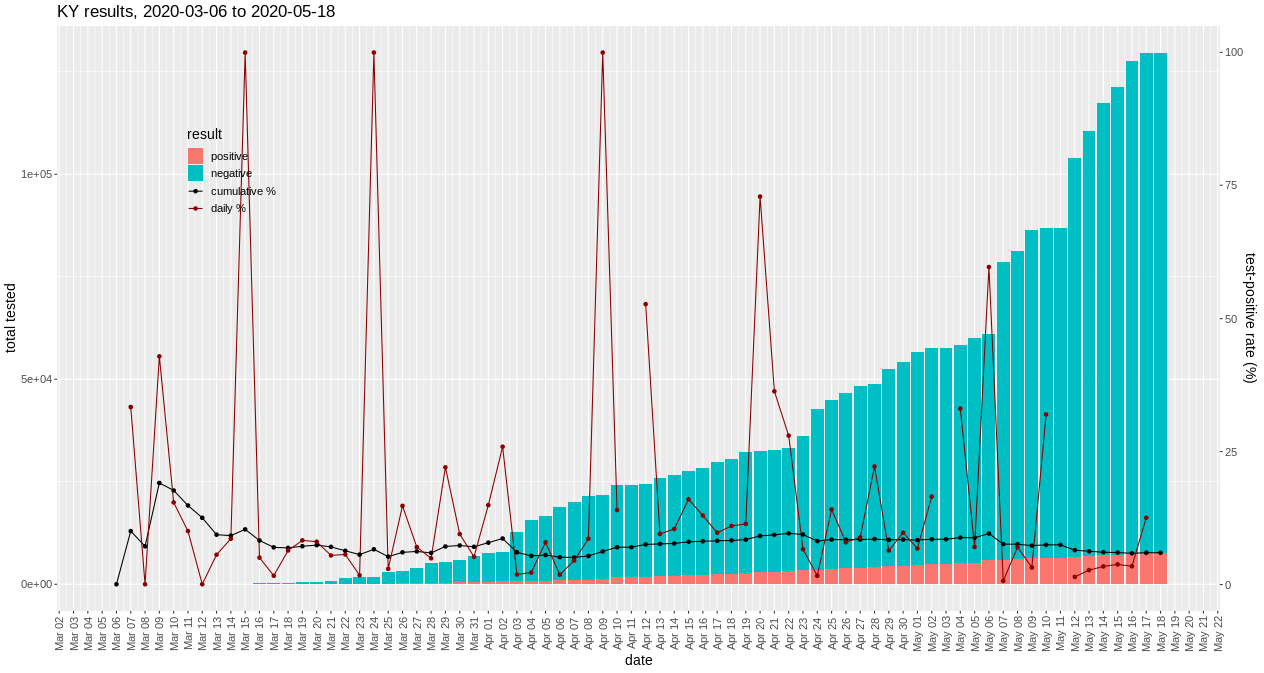 KY results, 2020-03-06 to 2020-05-18
total tested
1e+05
5e+04
0e+00
result
positive
negative
cumulative %
daily %
100
75
50
25
0
test-positive rate (%)
Mar 02
Mar 03
Mar 04
Mar 05
Mar 06
Mar 07
Mar 08
Mar 09
Mar 10
Mar 11
Mar 12
Mar 13
Mar 14
Mar 15
Mar 16
Mar 17
Mar 18
Mar 19
Mar 20
Mar 21
Mar 22
Mar 23
Mar 24
Mar 25
Mar 26
Mar 27
Mar 28
Mar 29
Mar 30
Mar 31
Apr 01
Apr 02
Apr 03
Apr 04
Apr 05
Apr 06
Apr 07
Apr 08
Apr 09
Apr 10
Apr 11
Apr 12
Apr 13
Apr 14
Apr 15
Apr 16
Apr 17
Apr 18
Apr 19
Apr 20
Apr 21
Apr 22
Apr 23
Apr 24
Apr 25
Apr 26
Apr 27
Apr 28
Apr 29
Apr 30
May 01
May 02
May 03
May 04
May 05
May 06
May 07
May 08
May 09
May 10
May 11
May 12
May 13
May 14
May 15
May 16
May 17
May 18
May 19
May 20
May 21
May 22
date